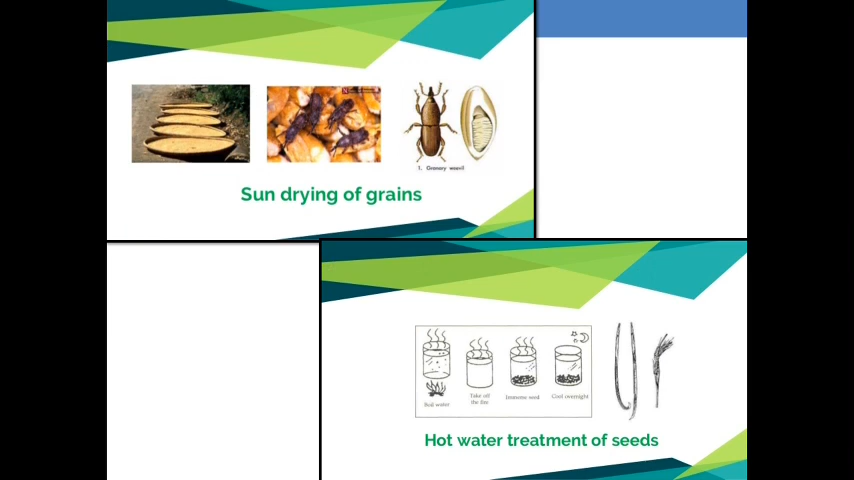 1. Granary weevil
Sun drying of grains
Boil water
Take off
the fire
Immerse seed
Cool overnight
Hot water treatment of seeds